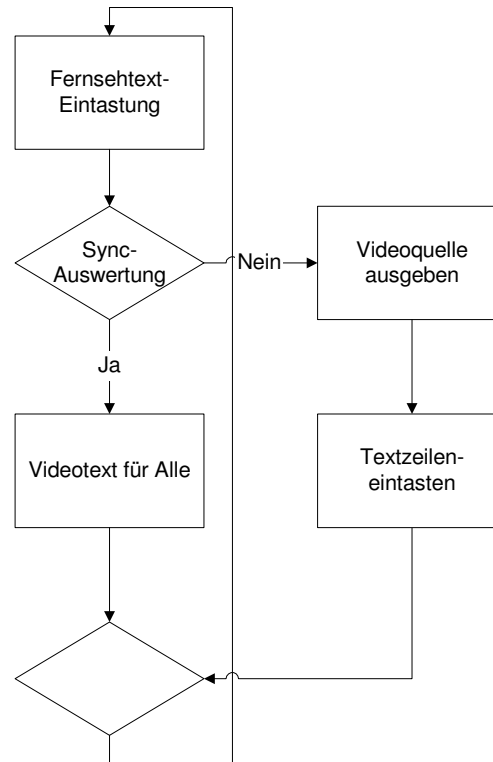 Fernsehtext-
Eintastung
Sync-
Auswertung
Nein
Videoquelle
ausgeben
Ja
Videotext für Alle
Textzeilen-
eintasten